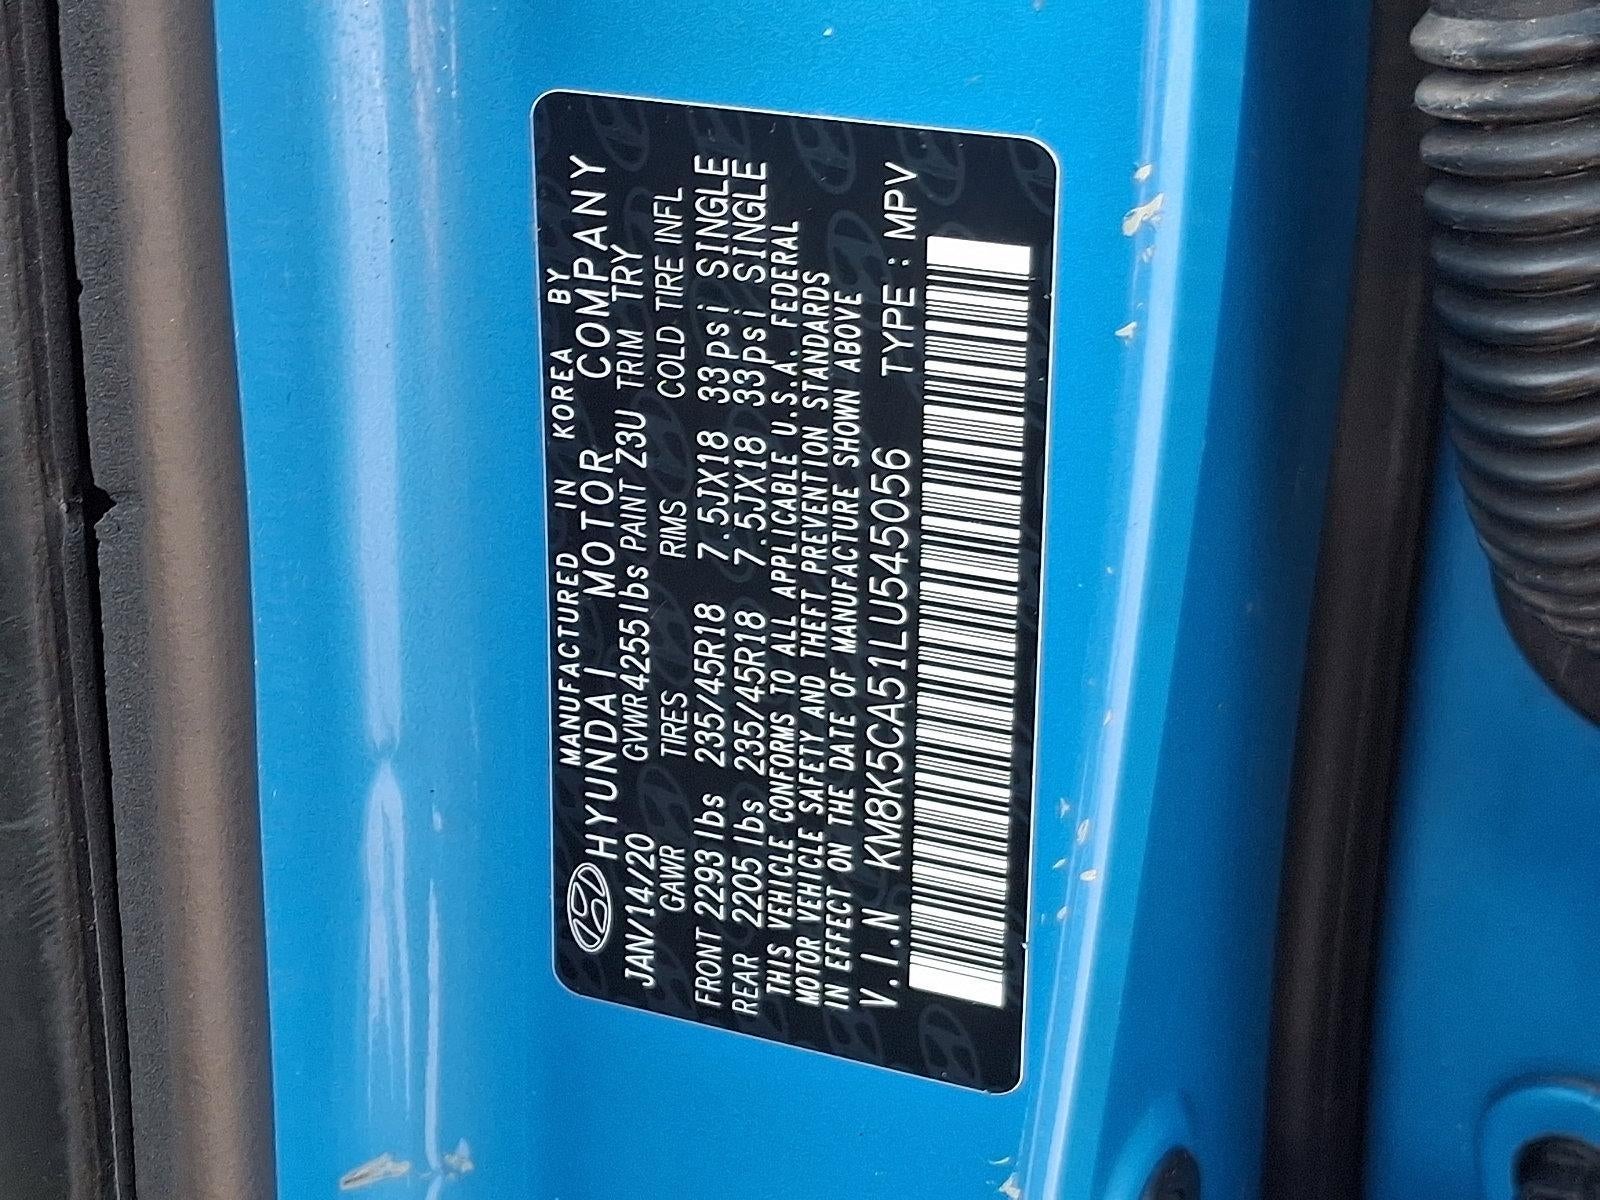 MANUFACTURED IN KOREA BY
HYUNDAI MOTOR COMPANY
JAN/14/20 GVWR4255lbs PAINT Z3U TRIM TRY
GAWR TIRES RIMS COLD TIRE INFL
FRONT 2293 lbs 235/45R18 7.5JX18 33psi SINGLE
REAR 2205 lbs 235/45R18 7.5JX18 33psi SINGLE
THIS VEHICLE CONFORMS TO ALL APPLICABLE U.S.A. FEDERAL
MOTOR VEHICLE SAFETY AND THEFT PREVENTION STANDARDS
IN EFFECT ON THE DATE OF MANUFACTURE SHOWN ABOVE
V.I.N KM8K5CA51LU545056 TYPE : MPV